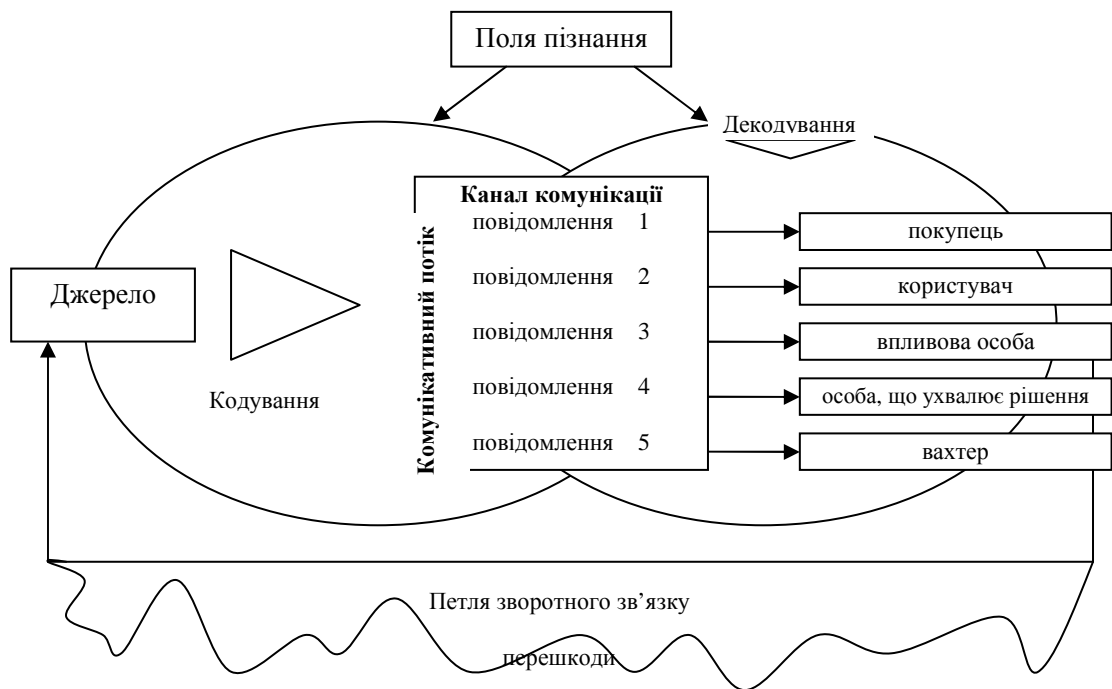 Поля пізнання
Декодування
Канал комунікації
Комунікативний потік
повідомлення 1
повідомлення 2
повідомлення 3
повідомлення 4
повідомлення 5
Джерело
Кодування
покупець
користувач
впливова особа
особа, що ухвалює рішення
вахтер
Петля зворотного зв’язку
перешкоди